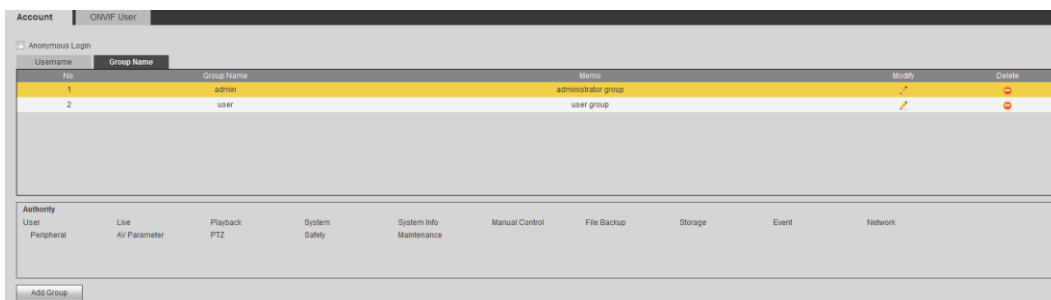 Account ONVIF User
Anonymous Login
Username Group Name
No. Group Name Memo Modify Delete
1 admin administrator group
2 user user group
Authority
User Live Playback System System Info Manual Control File Backup Storage Event Network
Peripheral AV Parameter PTZ Safety Maintenance
Add Group